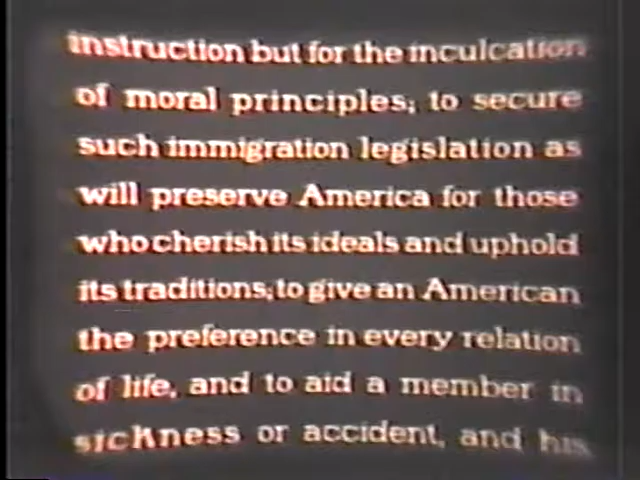 instruction but for the inculcation
of moral principles; to secure
such immigration legislation as
will preserve America for those
who cherish its ideals and uphold
its traditions; to give an American
the preference in every relation
of life, and to aid a member in
sickness or accident, and his